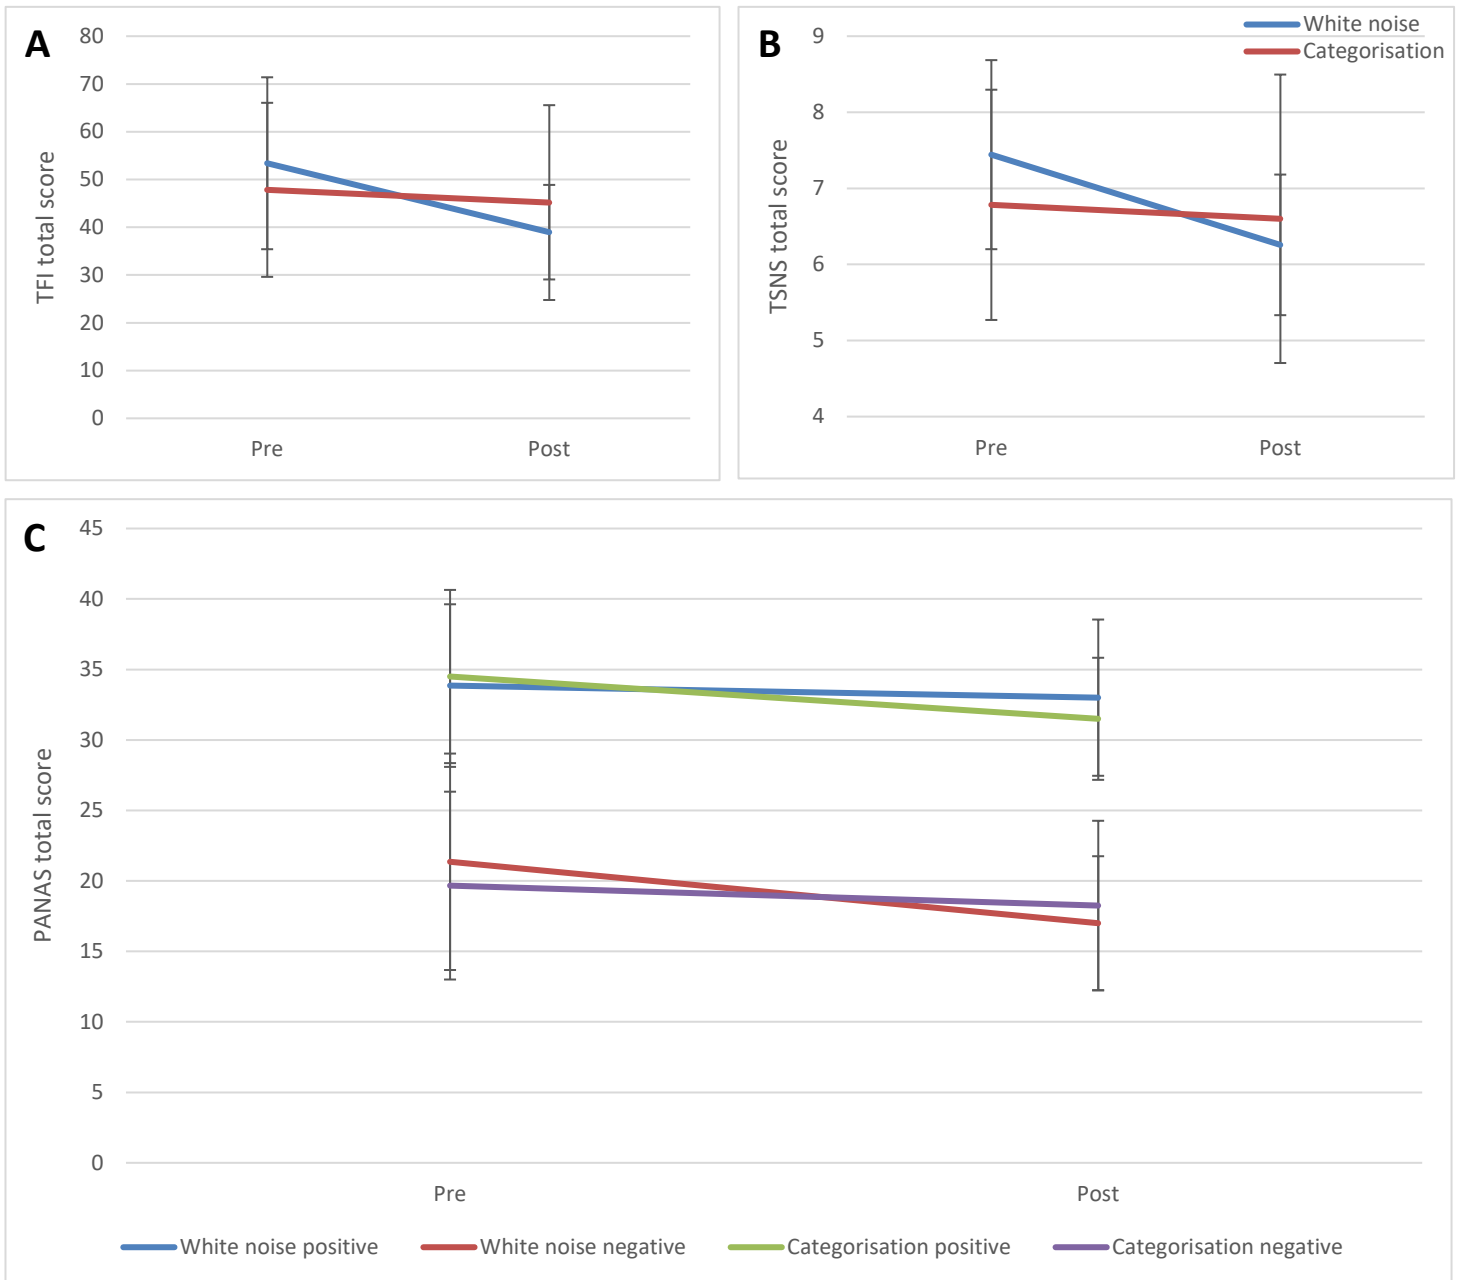 A
80
70
60
50
40
30
20
10
0
TFI total score
Pre Post
B
White noise
Categorisation
9
8
7
6
5
4
TSNS total score
Pre Post
C
45
40
35
30
25
20
15
10
5
0
PANAS total score
Pre Post
White noise positive White noise negative Categorisation positive Categorisation negative